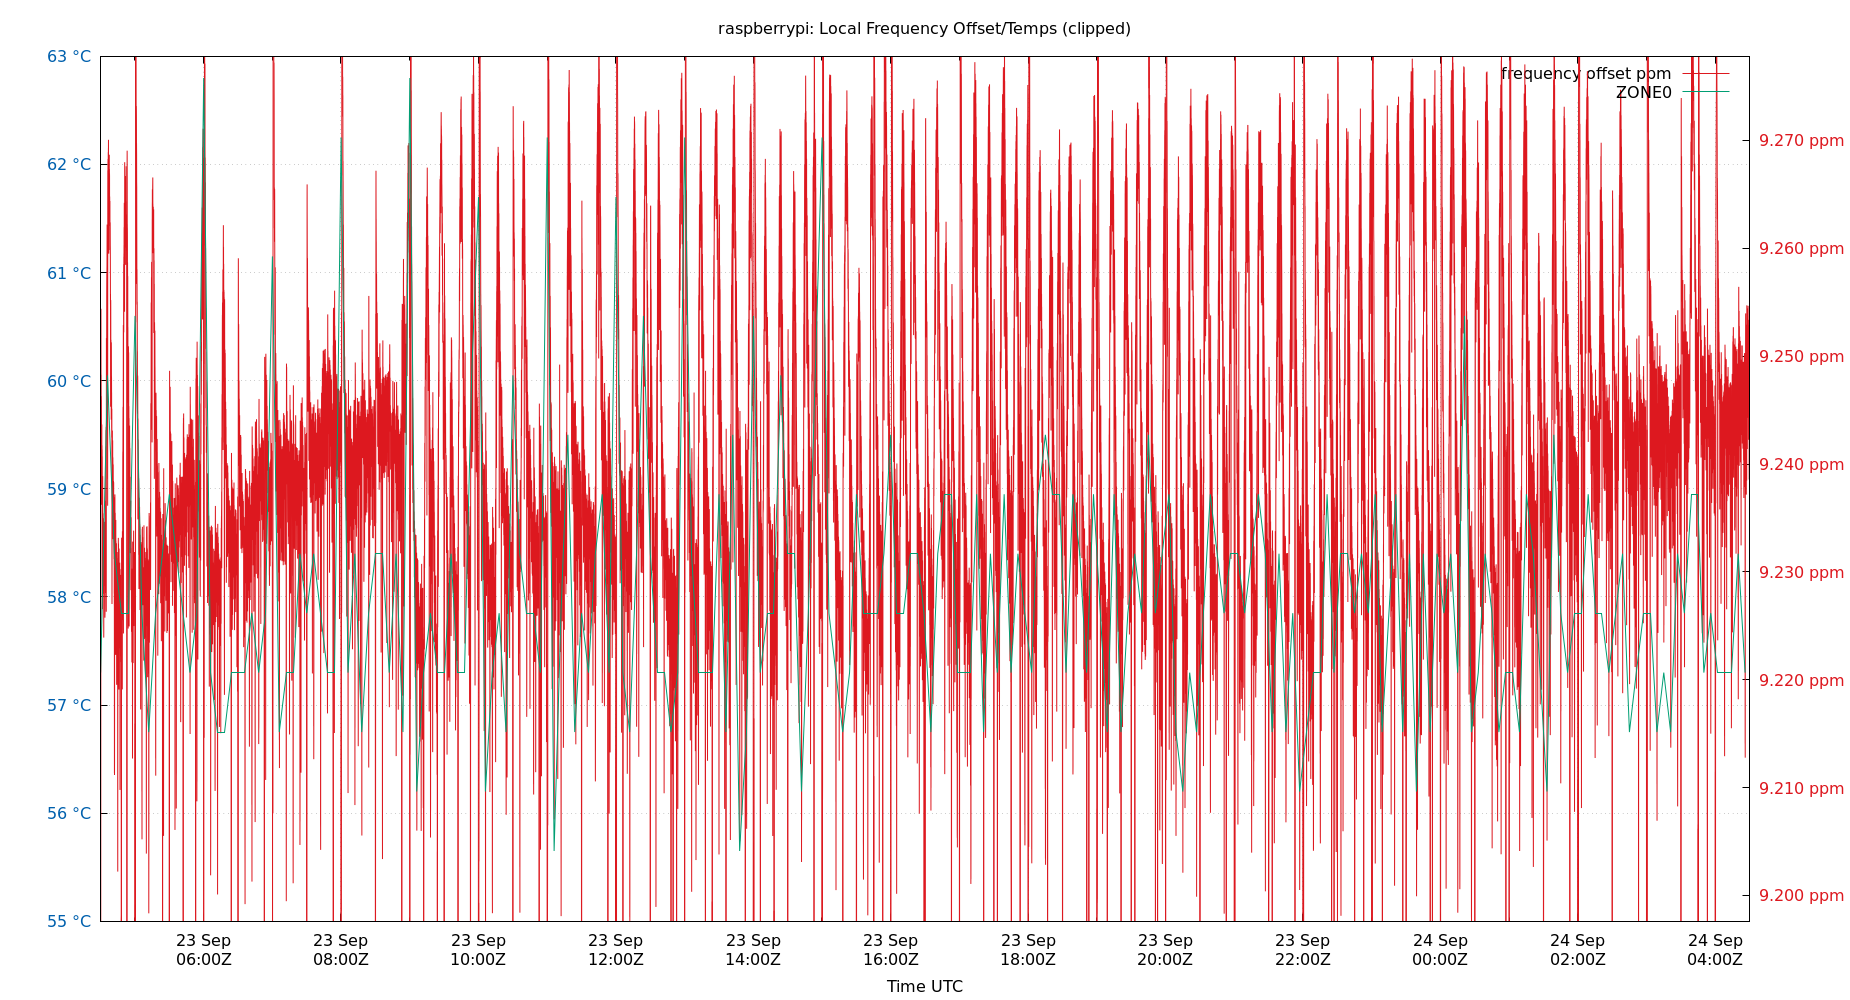 raspberrypi: Local Frequency Offset/Temps (clipped)
63 °C
62 °C
61 °C
60 °C
59 °C
58 °C
57 °C
56 °C
55 °C
frequency offset ppm
ZONE0
9.270 ppm
9.260 ppm
9.250 ppm
9.240 ppm
9.230 ppm
9.220 ppm
9.210 ppm
9.200 ppm
23 Sep
06:00Z
23 Sep
08:00Z
23 Sep
10:00Z
23 Sep
12:00Z
23 Sep
14:00Z
23 Sep
16:00Z
23 Sep
18:00Z
23 Sep
20:00Z
23 Sep
22:00Z
24 Sep
00:00Z
24 Sep
02:00Z
24 Sep
04:00Z
Time UTC